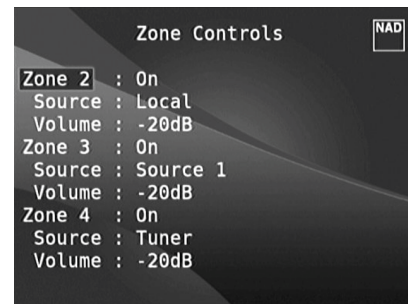 Zone Controls
NAD
Zone 2 : On
Source : Local
Volume : -20dB
Zone 3 : On
Source : Source 1
Volume : -20dB
Zone 4 : On
Source : Tuner
Volume : -20dB